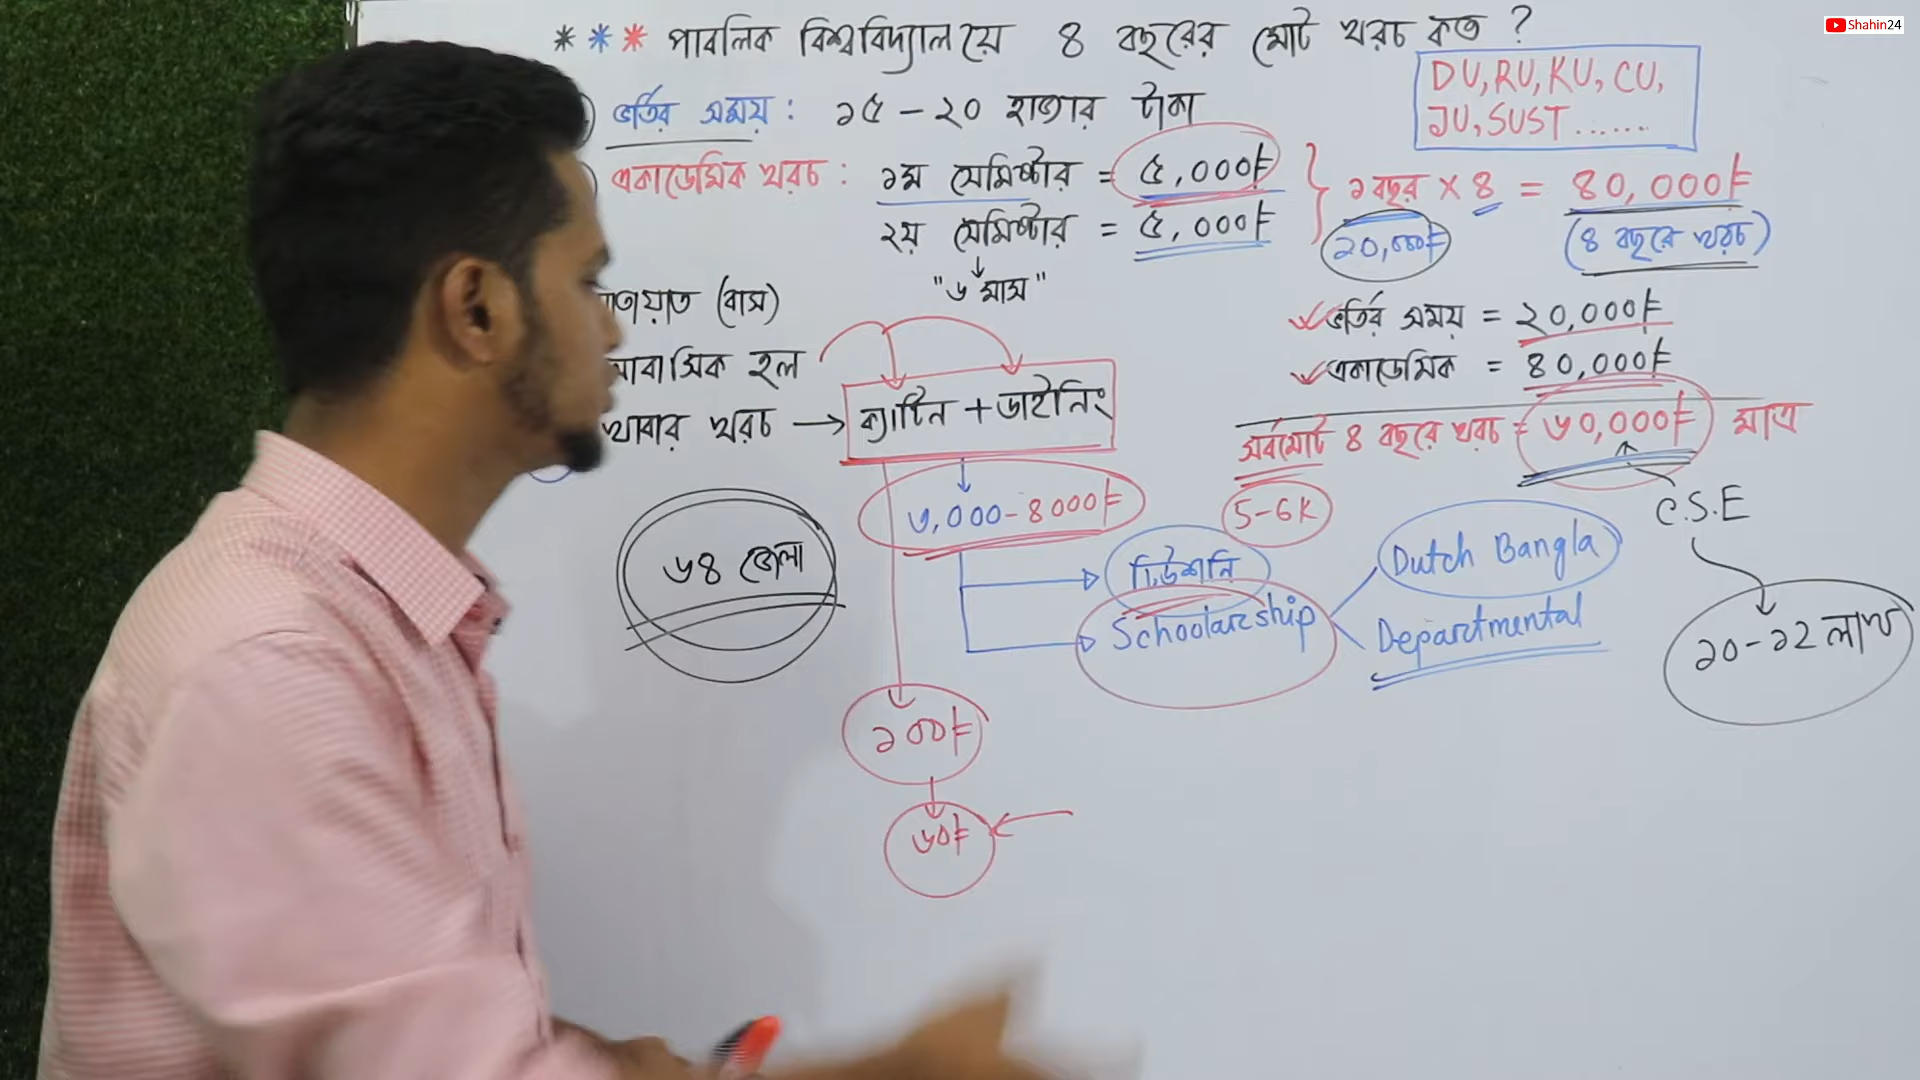 Shahin24
*** পাবলিক বিশ্ববিদ্যালয়ে ৪ বছরের মোট খরচ কত ?
DU, RU, KU, CU,
JU, SUST ......
ভর্তির সময় : ১৫ - ২০ হাজার টাকা
একাডেমিক খরচ : ১ম সেমিষ্টার = ৫,০০০৳
২য় সেমিষ্টার = ৫,০০০৳
"৬ মাস"
১ বছর × ৪ = ৪০,০০০৳
১০,০০০৳
(৪ বছরে খরচ)
(বাস)
হল
খাবার খরচ → ক্যান্টিন + ডাইনিং
ভর্তির সময় = ২০,০০০৳
একাডেমিক = ৪০,০০০৳
সর্বমোট ৪ বছরে খরচ = ৬০,০০০৳ মাত্র
৩,০০০-৪০০০৳
5-6K
C.S.E
৬৪ জেলা
টিউশনি
Schoolarship
Dutch Bangla
Departmental
১০-১২ লাখ
১০০৳
৬০৳